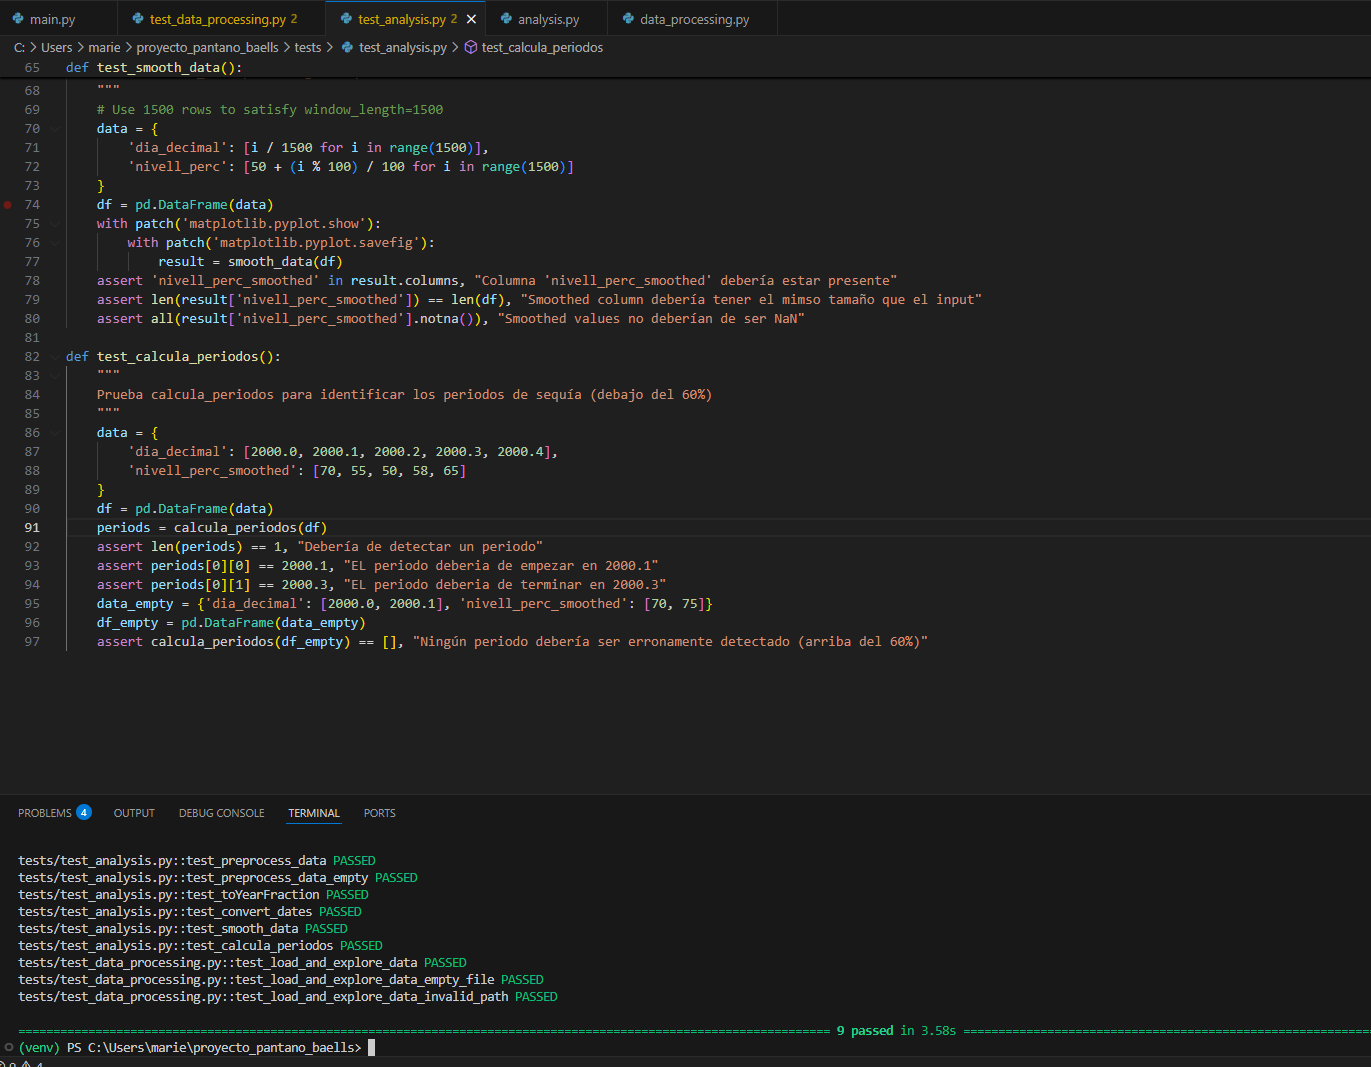 main.py
test_data_processing.py 2
test_analysis.py 2
analysis.py
data_processing.py
C: > Users > marie > proyecto_pantano_baells > tests > test_analysis.py > test_calcula_periodos
65 def test_smooth_data():
68 """
69 # Use 1500 rows to satisfy window_length=1500
70 data = {
71 'dia_decimal': [i / 1500 for i in range(1500)],
72 'nivell_perc': [50 + (i % 100) / 100 for i in range(1500)]
73 }
74 df = pd.DataFrame(data)
75 with patch('matplotlib.pyplot.show'):
76 with patch('matplotlib.pyplot.savefig'):
77 result = smooth_data(df)
78 assert 'nivell_perc_smoothed' in result.columns, "Columna 'nivell_perc_smoothed' debería estar presente"
79 assert len(result['nivell_perc_smoothed']) == len(df), "Smoothed column debería tener el mimso tamaño que el input"
80 assert all(result['nivell_perc_smoothed'].notna()), "Smoothed values no deberían de ser NaN"
81
82 def test_calcula_periodos():
83 """
84 Prueba calcula_periodos para identificar los periodos de sequía (debajo del 60%)
85 """
86 data = {
87 'dia_decimal': [2000.0, 2000.1, 2000.2, 2000.3, 2000.4],
88 'nivell_perc_smoothed': [70, 55, 50, 58, 65]
89 }
90 df = pd.DataFrame(data)
91 periods = calcula_periodos(df)
92 assert len(periods) == 1, "Debería de detectar un periodo"
93 assert periods[0][0] == 2000.1, "EL periodo deberia de empezar en 2000.1"
94 assert periods[0][1] == 2000.3, "EL periodo deberia de terminar en 2000.3"
95 data_empty = {'dia_decimal': [2000.0, 2000.1], 'nivell_perc_smoothed': [70, 75]}
96 df_empty = pd.DataFrame(data_empty)
97 assert calcula_periodos(df_empty) == [], "Ningún periodo debería ser erronamente detectado (arriba del 60%)"
PROBLEMS 4 OUTPUT DEBUG CONSOLE TERMINAL PORTS
tests/test_analysis.py::test_preprocess_data PASSED
tests/test_analysis.py::test_preprocess_data_empty PASSED
tests/test_analysis.py::test_toYearFraction PASSED
tests/test_analysis.py::test_convert_dates PASSED
tests/test_analysis.py::test_smooth_data PASSED
tests/test_analysis.py::test_calcula_periodos PASSED
tests/test_data_processing.py::test_load_and_explore_data PASSED
tests/test_data_processing.py::test_load_and_explore_data_empty_file PASSED
tests/test_data_processing.py::test_load_and_explore_data_invalid_path PASSED
9 passed in 3.58s
(venv) PS C:\Users\marie\proyecto_pantano_baells>